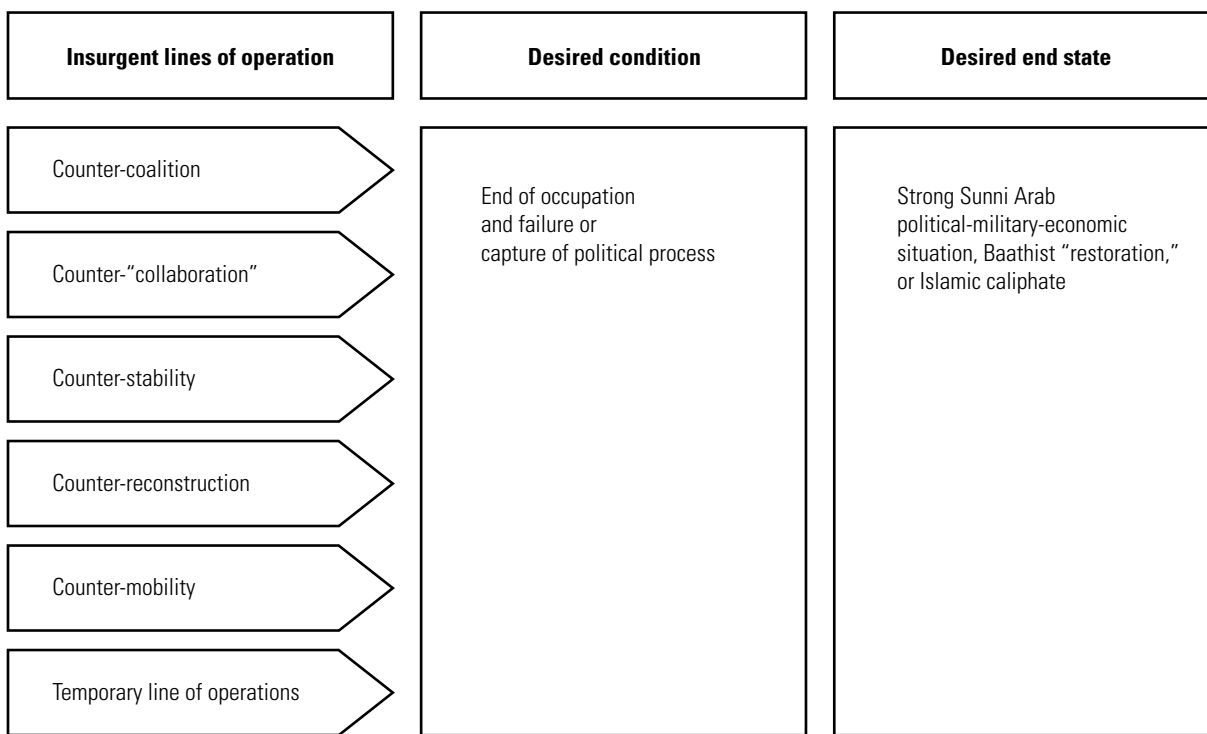 Insurgent lines of operation
Desired condition
Desired end state
Counter-coalition
Counter-“collaboration”
Counter-stability
Counter-reconstruction
Counter-mobility
Temporary line of operations
End of occupation
and failure or
capture of political process
Strong Sunni Arab
political-military-economic
situation, Baathist “restoration,”
or Islamic caliphate